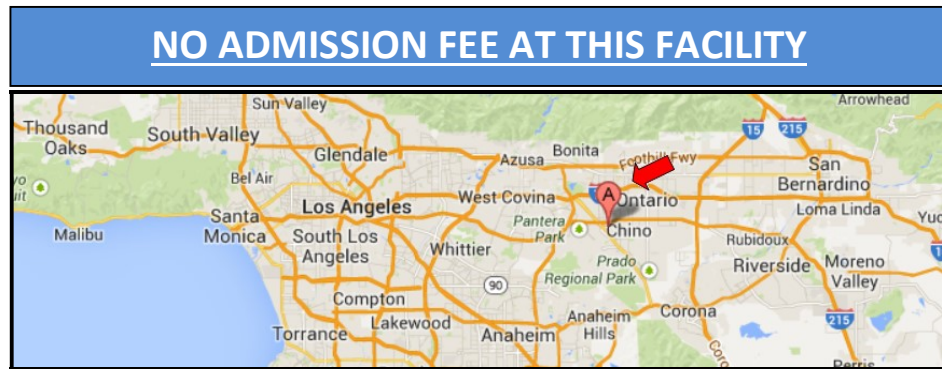 NO ADMISSION FEE AT THIS FACILITY
Sun Valley
Arrowhead
Thousand
Oaks
South Valley
15
215
Glendale
Azusa
Bonita
Foothill Fwy
San
Bernardino
Bel Air
West Covina
A
Ontario
Los Angeles
Loma Linda
Santa
Monica
Pantera
Park
Chino
Malibu
South Los
Angeles
Whittier
Rubidoux
Prado
Regional Park
Riverside
Moreno
Valley
90
Compton
Anaheim
Hills
Corona
215
Torrance
Lakewood
Anaheim
Perris